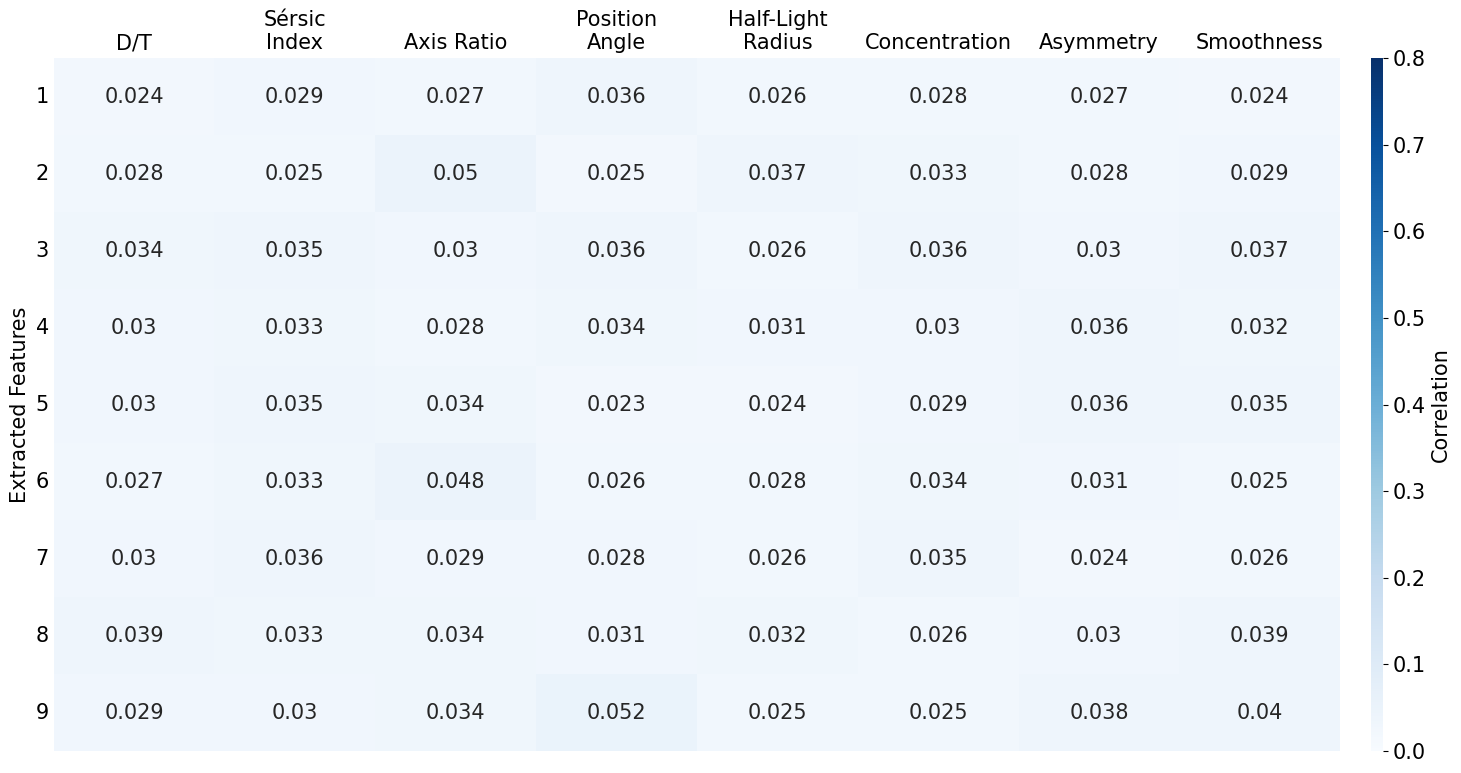 Sérsic
Index
Position
Angle
Half-Light
Radius
D/T
Axis Ratio
Concentration
Asymmetry
Smoothness
1 0.024 0.029 0.027 0.036 0.026 0.028 0.027 0.024
2 0.028 0.025 0.05 0.025 0.037 0.033 0.028 0.029
3 0.034 0.035 0.03 0.036 0.026 0.036 0.03 0.037
4 0.03 0.033 0.028 0.034 0.031 0.03 0.036 0.032
5 0.03 0.035 0.034 0.023 0.024 0.029 0.036 0.035
6 0.027 0.033 0.048 0.026 0.028 0.034 0.031 0.025
7 0.03 0.036 0.029 0.028 0.026 0.035 0.024 0.026
8 0.039 0.033 0.034 0.031 0.032 0.026 0.03 0.039
9 0.029 0.03 0.034 0.052 0.025 0.025 0.038 0.04
Extracted Features
0.8
0.7
0.6
0.5
0.4
0.3
0.2
0.1
0.0
Correlation